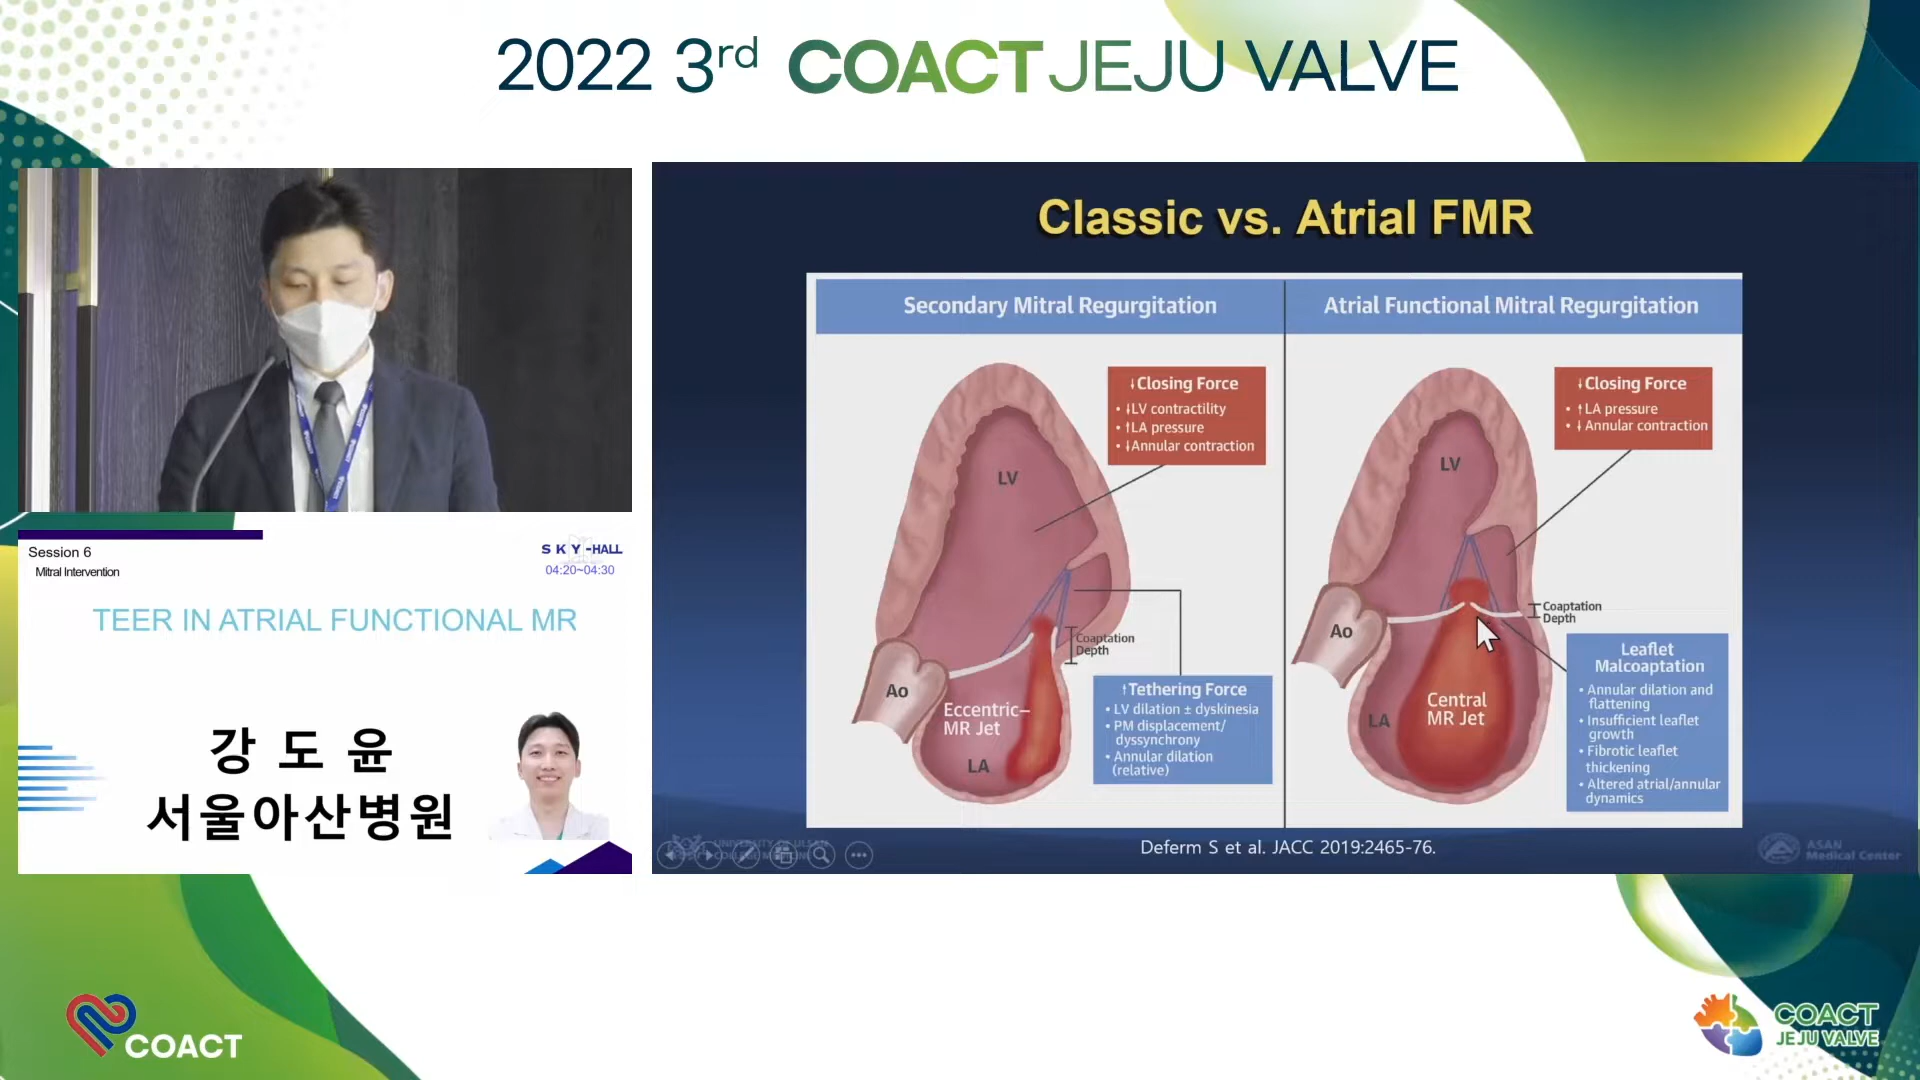 2022 3rd COACT JEJU VALVE
Session 6
Mitral Intervention
SKY-HALL
04:20~04:30
TEER IN ATRIAL FUNCTIONAL MR
강 도 윤
서울아산병원
Classic vs. Atrial FMR
Secondary Mitral Regurgitation
↓Closing Force
• ↓LV contractility
• ↑LA pressure
• ↓Annular contraction
LV
Coaptation
Depth
Ao
Eccentric–
MR Jet
LA
↑Tethering Force
• LV dilation ± dyskinesia
• PM displacement/
dyssynchrony
• Annular dilation
(relative)
Atrial Functional Mitral Regurgitation
↓Closing Force
• ↑LA pressure
• ↓Annular contraction
LV
Coaptation
Depth
Ao
Central
MR Jet
LA
Leaflet
Malcoaptation
• Annular dilation and
flattening
• Insufficient leaflet
growth
• Fibrotic leaflet
thickening
• Altered atrial/annular
dynamics
Deferm S et al. JACC 2019:2465-76.
ASAN
Medical Center
COACT
COACT
JEJU VALVE